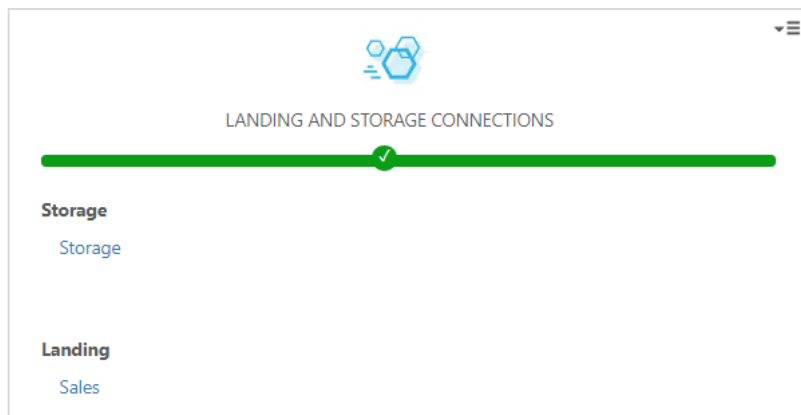 LANDING AND STORAGE CONNECTIONS
Storage
Storage
Landing
Sales